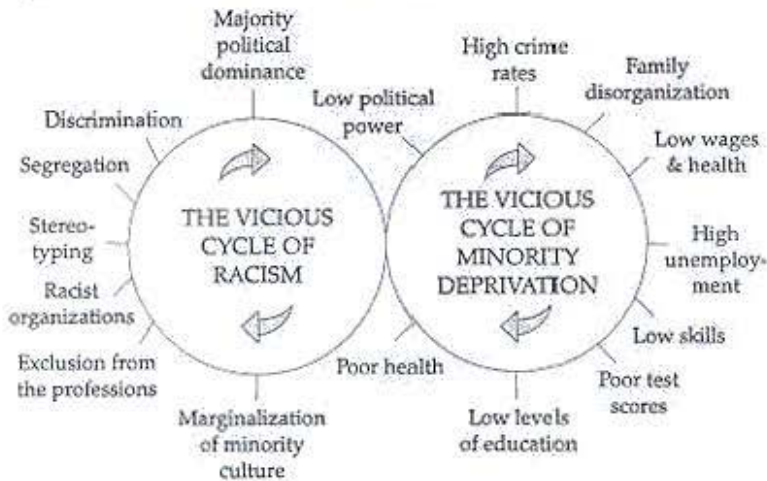 Majority
political
dominance
High crime
rates
Family
disorganization
Low political
power
Discrimination
Low wages
& health
Segregation
THE VICIOUS
CYCLE OF
RACISM
THE VICIOUS
CYCLE OF
MINORITY
DEPRIVATION
Stereo-
typing
High
unemploy-
ment
Racist
organizations
Low skills
Exclusion from
the professions
Poor health
Poor test
scores
Marginalization
of minority
culture
Low levels
of education